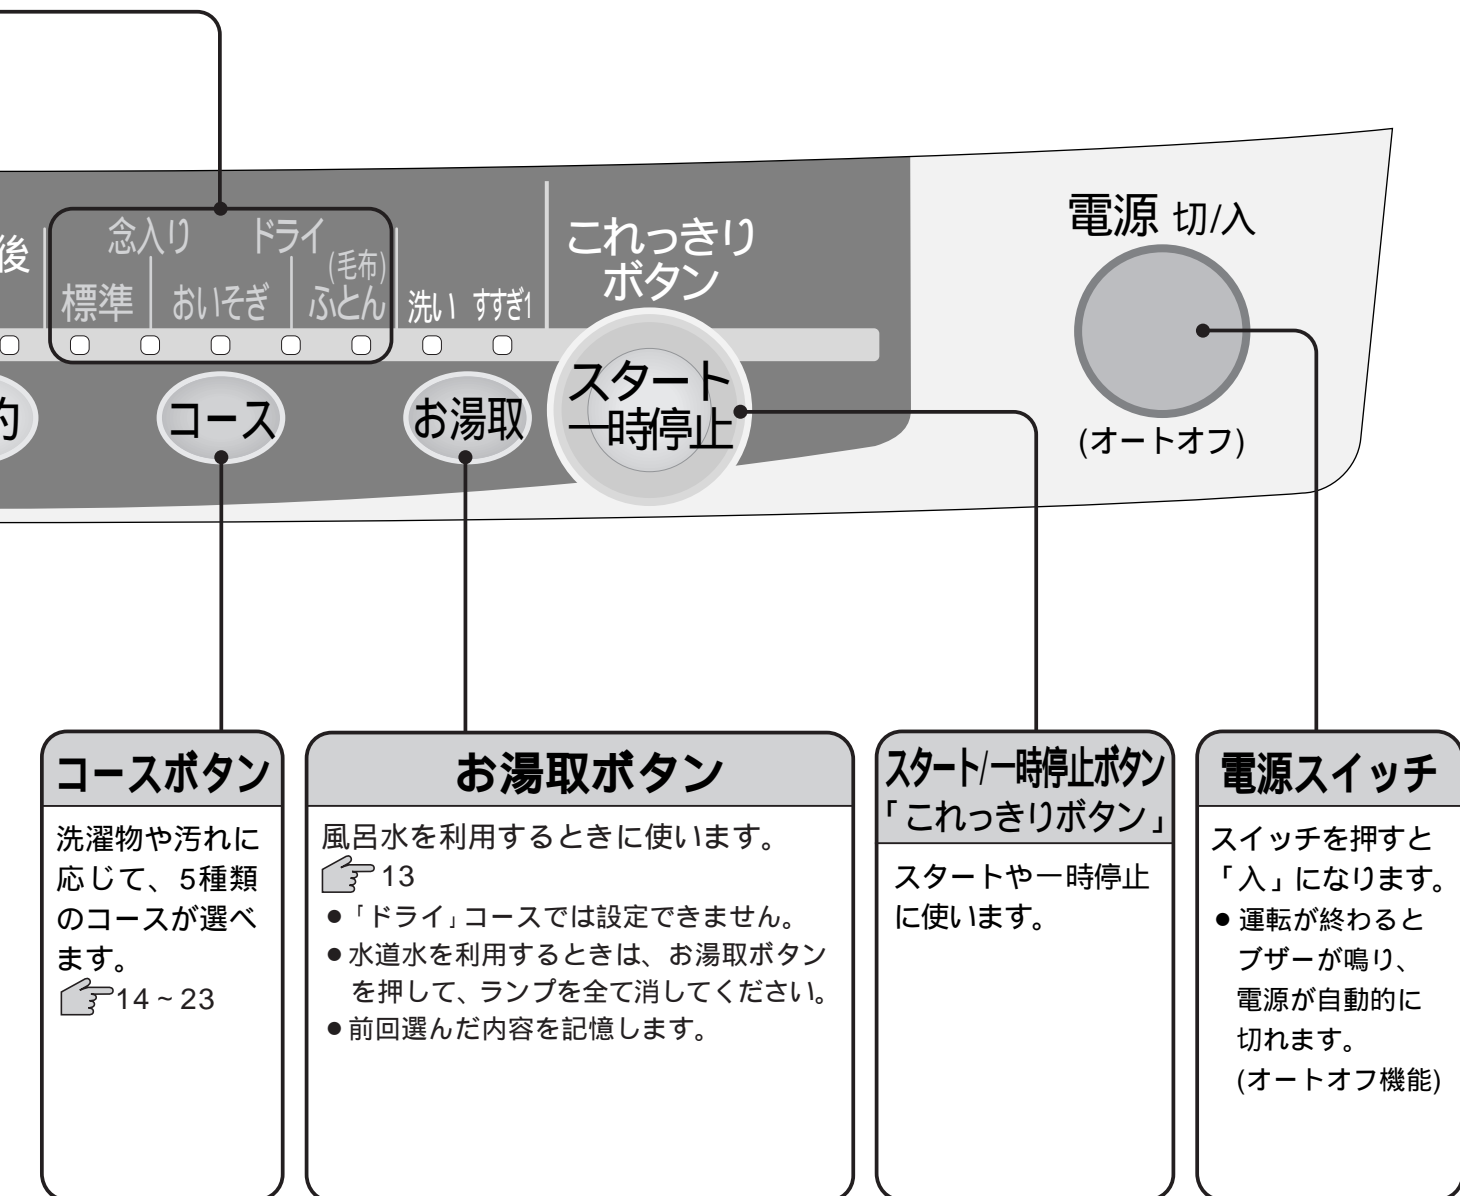 電源 切/入
これっきり
ボタン
後
念入り ドライ
(毛布)
標準 おいそぎ ふとん 洗い すすぎ1
スタート
一時停止
約 コース お湯取
(オートオフ)
コースボタン
洗濯物や汚れに
応じて、5種類
のコースが選べ
ます。
14~23
お湯取ボタン
風呂水を利用するときに使います。
13
●「ドライ」コースでは設定できません。
●水道水を利用するときは、お湯取ボタン
を押して、ランプを全て消してください。
●前回選んだ内容を記憶します。
スタート/一時停止ボタン
「これっきりボタン」
スタートや一時停止
に使います。
電源スイッチ
スイッチを押すと
「入」になります。
●運転が終わると
ブザーが鳴り、
電源が自動的に
切れます。
(オートオフ機能)